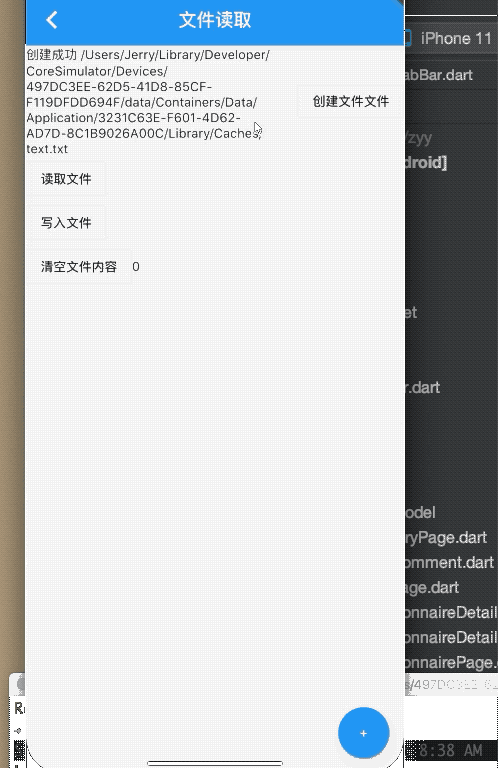 文件读取
iPhone 11
创建成功 /Users/Jerry/Library/Developer/
CoreSimulator/Devices/
497DC3EE-62D5-41D8-85CF-
F119DFDD694F/data/Containers/Data/
Application/3231C63E-F601-4D62-
AD7D-8C1B9026A00C/Library/Caches/
text.txt
创建文件文件
abBar.dart
/zyy
droid]
读取文件
写入文件
清空文件内容 0
et
r.dart
odel
ryPage.dart
omment.dart
age.dart
onnaireDetail
onnaireDetail
onnairePage.
+
8:38 AM